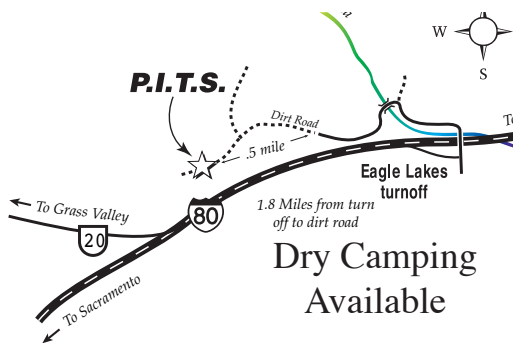 W
S
P.I.T.S.
Dirt Road
.5 mile
To
Eagle Lakes
turnoff
To Grass Valley
20
80
1.8 Miles from turn
off to dirt road
Dry Camping
Available
To Sacramento